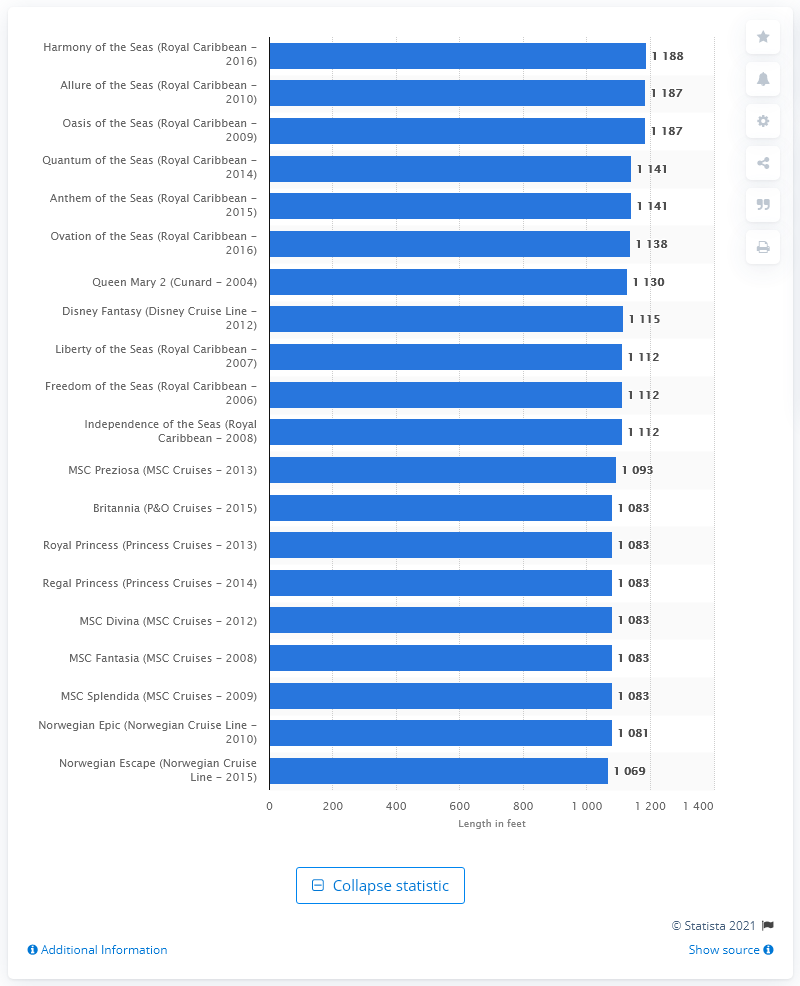 Harmony of the Seas (Royal Caribbean –
2016)
1 188
Allure of the Seas (Royal Caribbean –
2010)
1 187
Oasis of the Seas (Royal Caribbean –
2009)
1 187
Quantum of the Seas (Royal Caribbean –
2014)
1 141
Anthem of the Seas (Royal Caribbean –
2015)
1 141
Ovation of the Seas (Royal Caribbean –
2016)
1 138
Queen Mary 2 (Cunard – 2004)
1 130
Disney Fantasy (Disney Cruise Line –
2012)
1 115
Liberty of the Seas (Royal Caribbean –
2007)
1 112
Freedom of the Seas (Royal Caribbean –
2006)
1 112
Independence of the Seas (Royal
Caribbean – 2008)
1 112
MSC Preziosa (MSC Cruises – 2013)
1 093
Britannia (P&O Cruises – 2015)
1 083
Royal Princess (Princess Cruises – 2013)
1 083
Regal Princess (Princess Cruises – 2014)
1 083
MSC Divina (MSC Cruises – 2012)
1 083
MSC Fantasia (MSC Cruises – 2008)
1 083
MSC Splendida (MSC Cruises – 2009)
1 083
Norwegian Epic (Norwegian Cruise Line –
2010)
1 081
Norwegian Escape (Norwegian Cruise
Line – 2015)
1 069
0 200 400 600 800 1 000 1 200 1 400
Length in feet
Collapse statistic
© Statista 2021
Additional Information
Show source